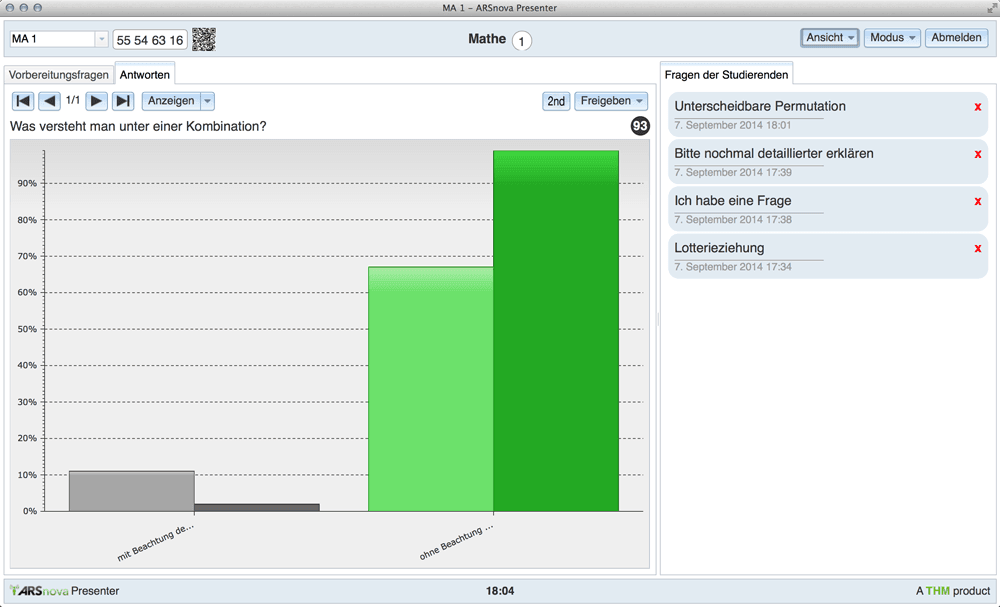 MA 1 – ARSnova Presenter
MA 1
55 54 63 16
Mathe 1
Ansicht
Modus
Abmelden
Vorbereitungsfragen
Antworten
1/1
Anzeigen
2nd
Freigeben
Was versteht man unter einer Kombination?
93
90%
80%
70%
60%
50%
40%
30%
20%
10%
0%
mit Beachtung de...
ohne Beachtung ...
Fragen der Studierenden
Unterscheidbare Permutation
x
7. September 2014 18:01
Bitte nochmal detaillierter erklären
x
7. September 2014 17:39
Ich habe eine Frage
x
7. September 2014 17:38
Lotterieziehung
x
7. September 2014 17:34
ARSnova Presenter
18:04
A THM product